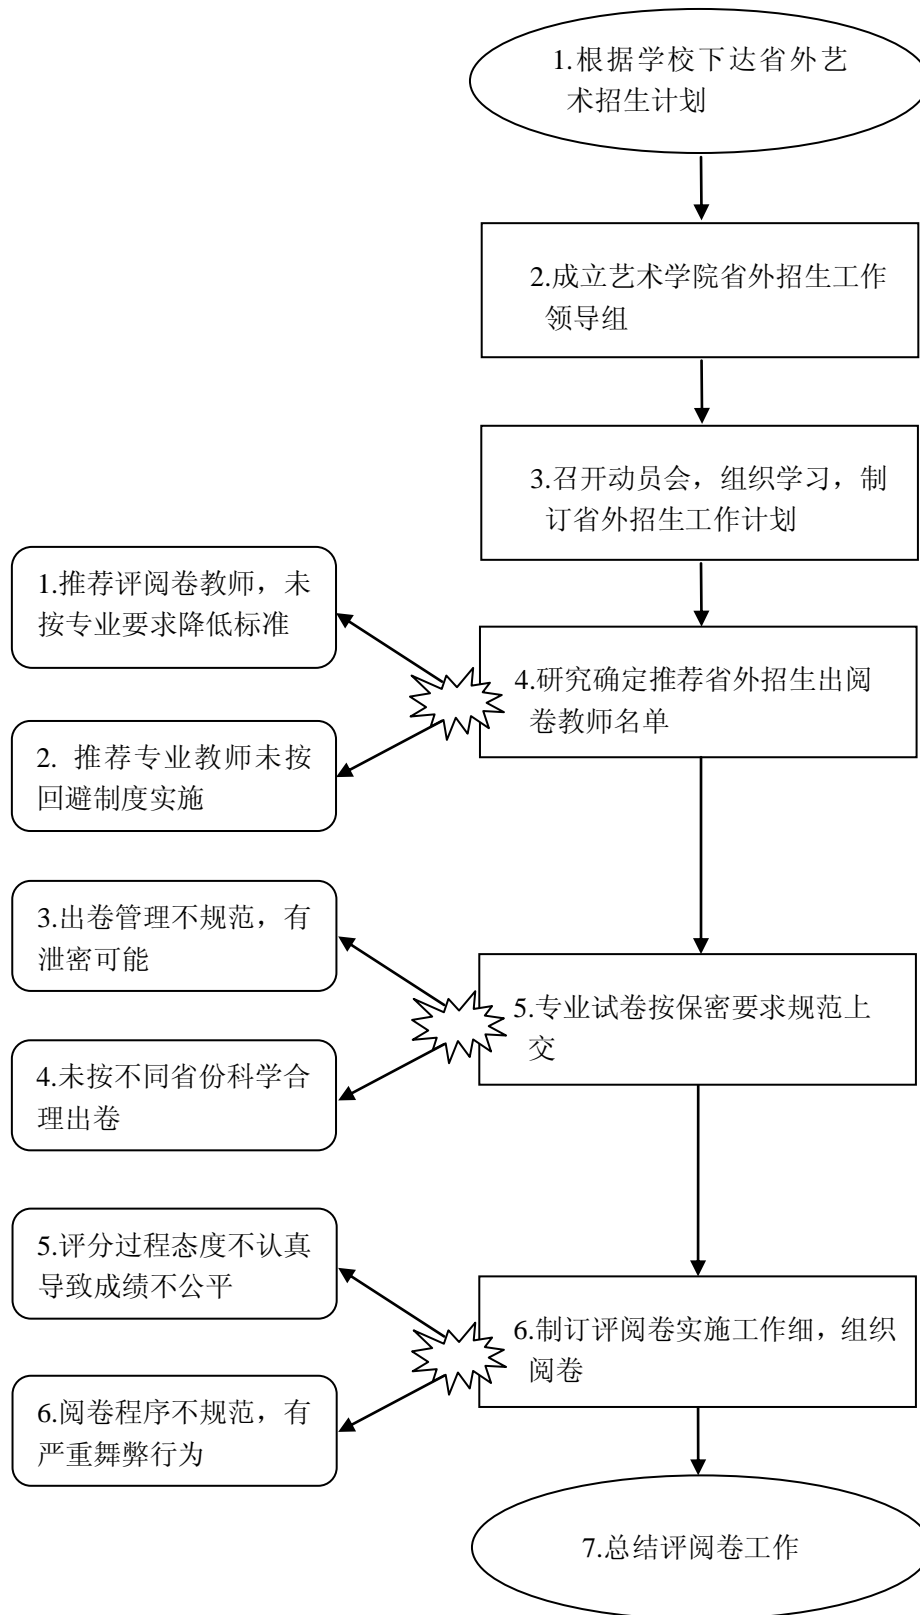 1.根据学校下达省外艺
术招生计划
2.成立艺术学院省外招生工作
领导组
3.召开动员会，组织学习，制
订省外招生工作计划
1.推荐评阅卷教师，未
按专业要求降低标准
4.研究确定推荐省外招生出阅
卷教师名单
2. 推荐专业教师未按
回避制度实施
3.出卷管理不规范，有
泄密可能
5.专业试卷按保密要求规范上
交
4.未按不同省份科学合
理出卷
5.评分过程态度不认真
导致成绩不公平
6.制订评阅卷实施工作细，组织
阅卷
6.阅卷程序不规范，有
严重舞弊行为
7.总结评阅卷工作